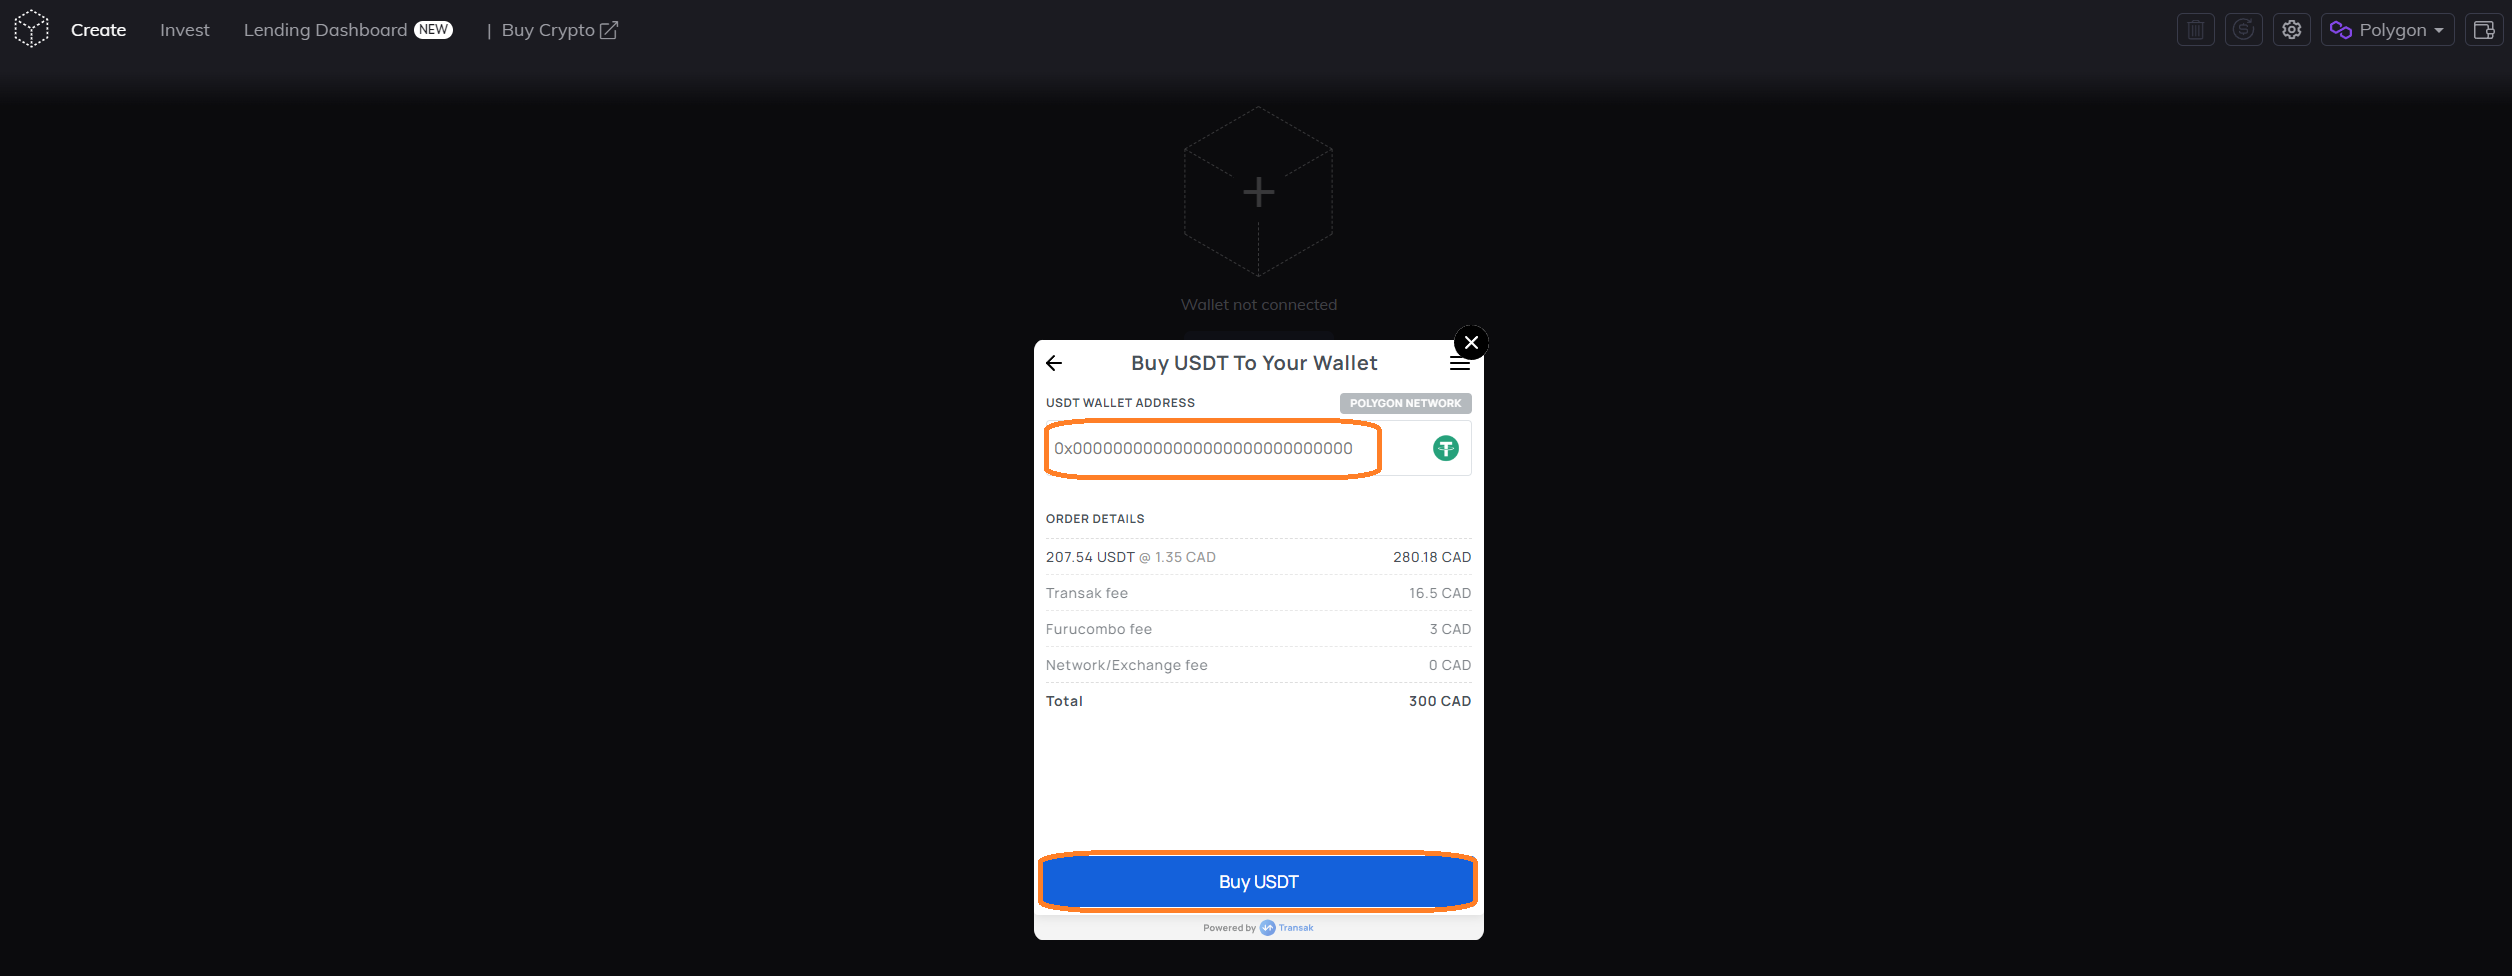 Create Invest Lending Dashboard NEW | Buy Crypto Polygon
Wallet not connected
Buy USDT To Your Wallet
USDT WALLET ADDRESS POLYGON NETWORK
0x0000000000000000000000000000
ORDER DETAILS
207.54 USDT @ 1.35 CAD 280.18 CAD
Transak fee 16.5 CAD
Furucombo fee 3 CAD
Network/Exchange fee 0 CAD
Total 300 CAD
Buy USDT
Powered by Transak